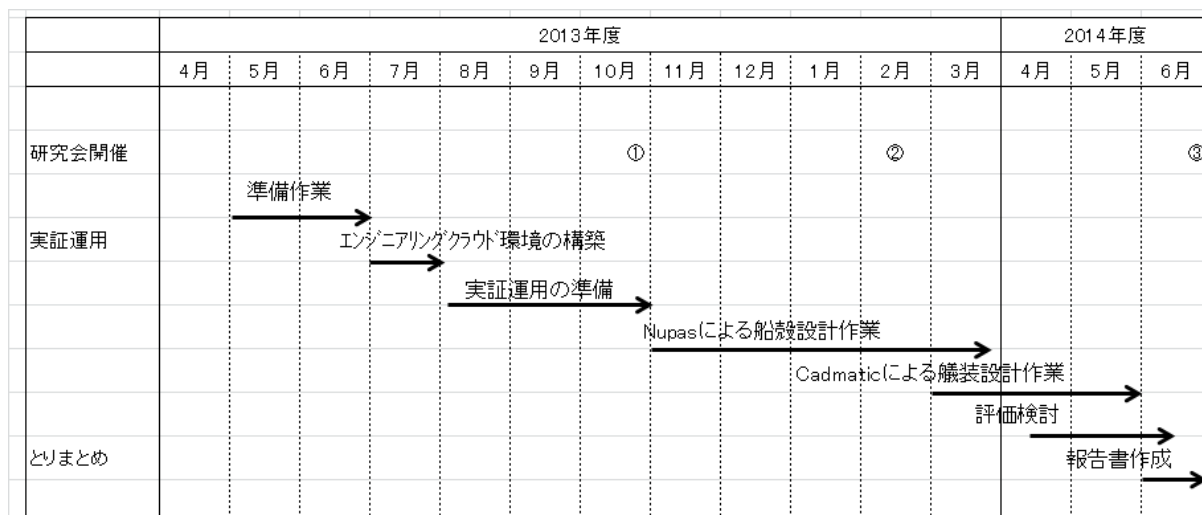 2013年度 2014年度
4月 5月 6月 7月 8月 9月 10月 11月 12月 1月 2月 3月 4月 5月 6月
研究会開催 ① ② ③
準備作業
実証運用 エンジニアリングクラウド環境の構築
実証運用の準備
Nupasによる船殻設計作業
Cadmaticによる艤装設計作業
評価検討
とりまとめ 報告書作成